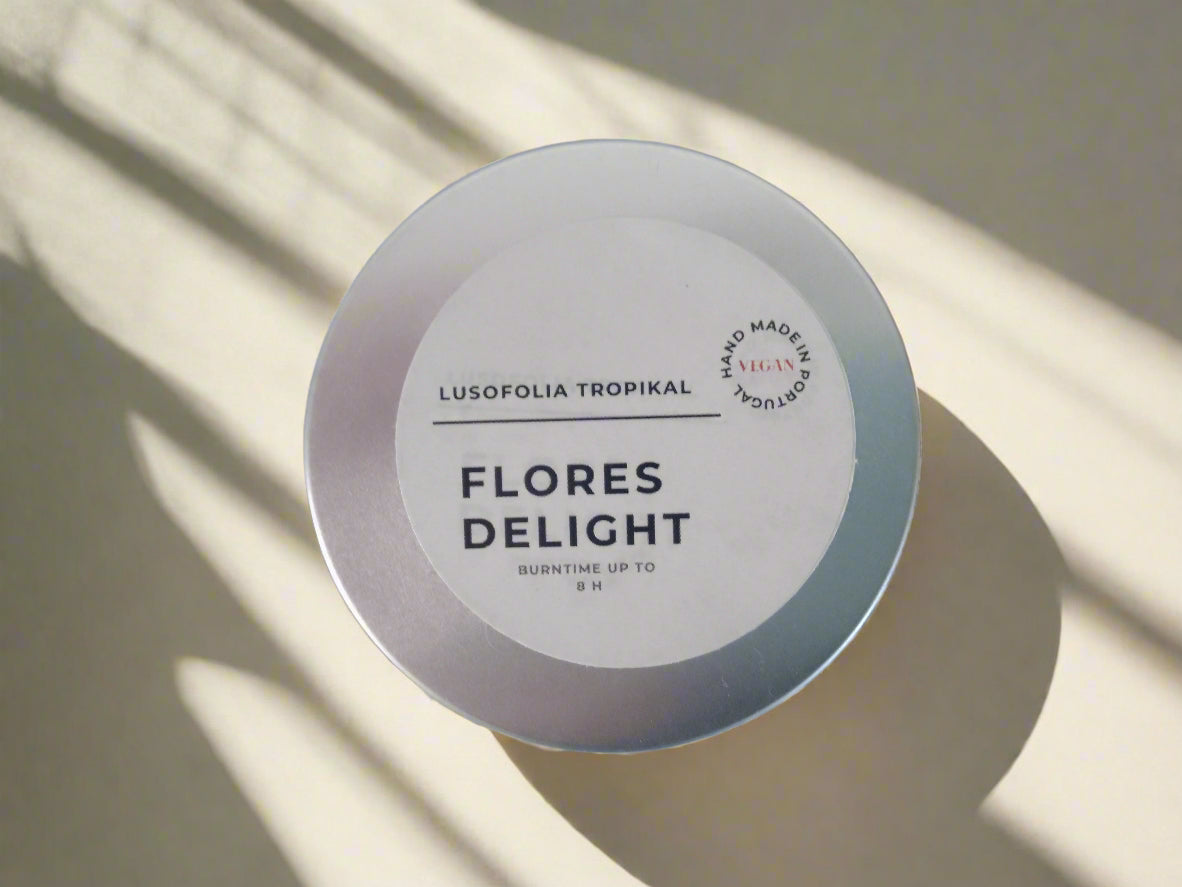 LUSOFOLIA TROPIKAL
HAND MADE IN PORTUGAL
VEGAN
FLORES
DELIGHT
BURNTIME UP TO
8 H